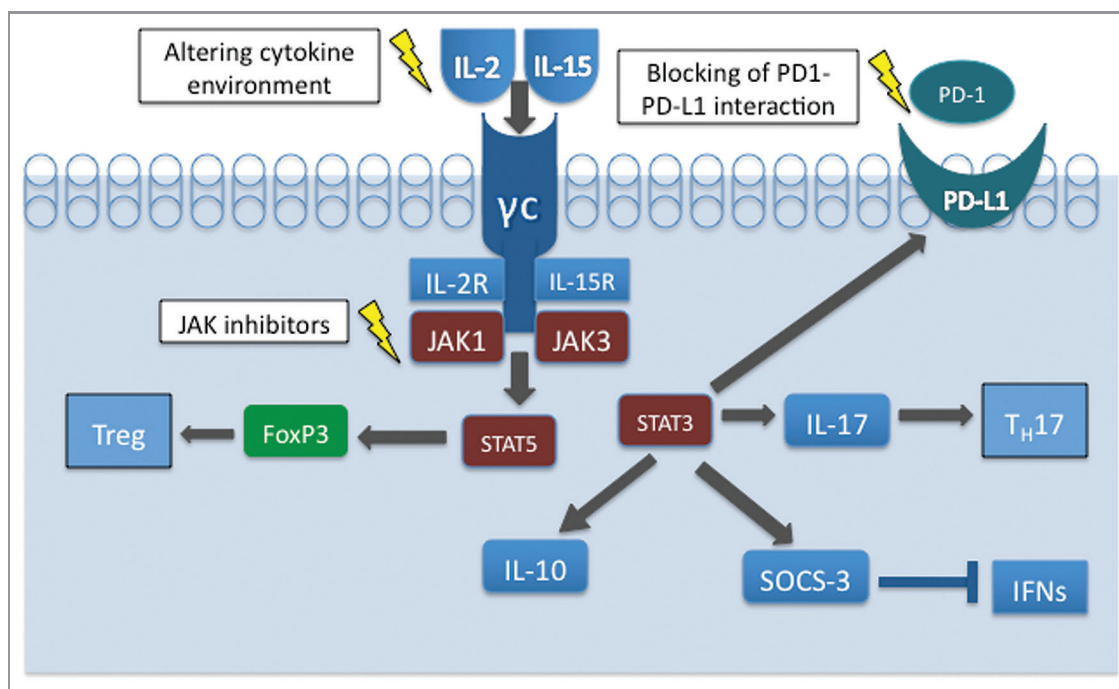 Altering cytokine
environment
IL-2
IL-15
Blocking of PD1-
PD-L1 interaction
PD-1
γc
PD-L1
IL-2R
IL-15R
JAK inhibitors
JAK1
JAK3
Treg
FoxP3
STAT5
STAT3
IL-17
TH17
IL-10
SOCS-3
IFNs